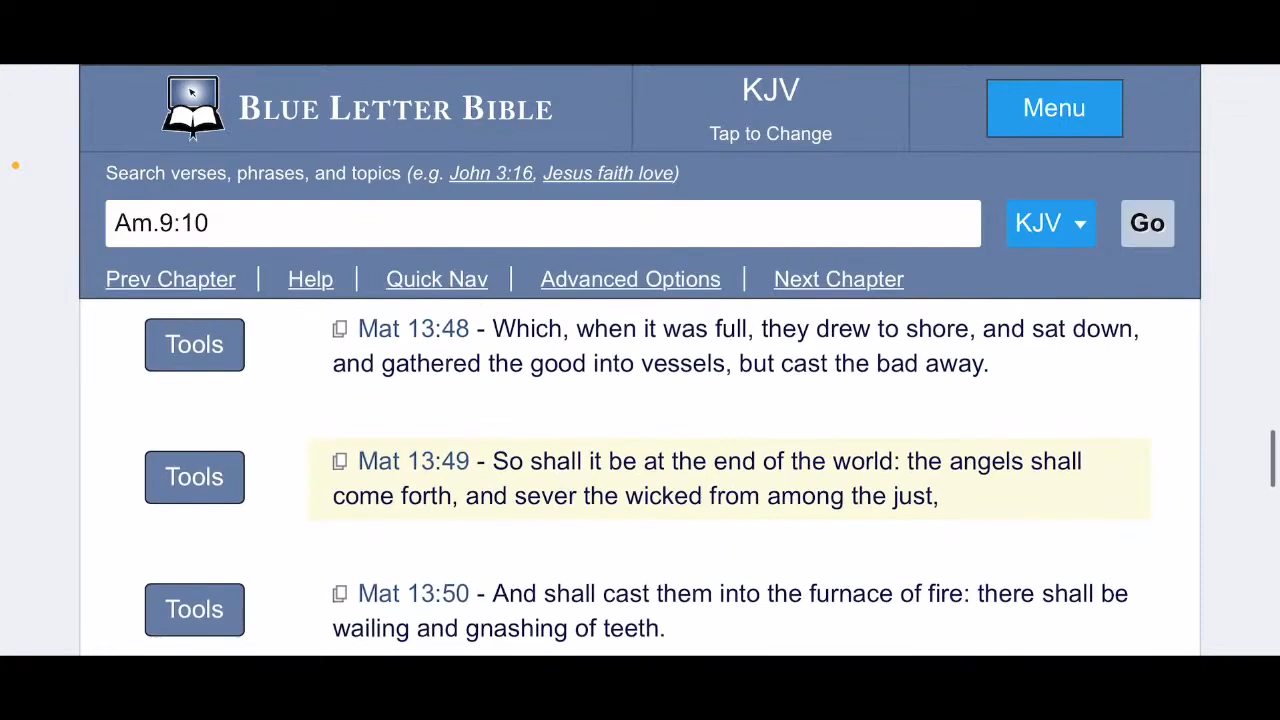 BLUE LETTER BIBLE
KJV
Tap to Change
Menu
Search verses, phrases, and topics (e.g. John 3:16, Jesus faith love)
Am.9:10
KJV
Go
Prev Chapter | Help | Quick Nav | Advanced Options | Next Chapter
Tools
Mat 13:48 - Which, when it was full, they drew to shore, and sat down,
and gathered the good into vessels, but cast the bad away.
Tools
Mat 13:49 - So shall it be at the end of the world: the angels shall
come forth, and sever the wicked from among the just,
Tools
Mat 13:50 - And shall cast them into the furnace of fire: there shall be
wailing and gnashing of teeth.